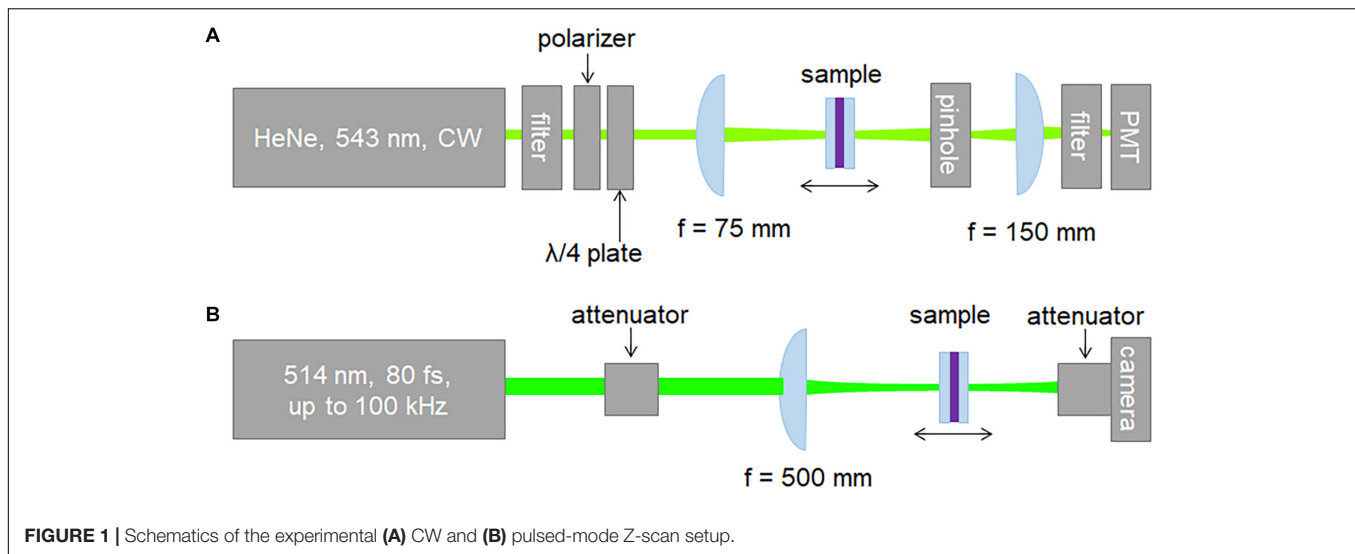 A
polarizer
sample
HeNe, 543 nm, CW
filter
pinhole
filter
PMT
f = 75 mm
f = 150 mm
λ/4 plate
B
attenuator
sample
attenuator
514 nm, 80 fs,
up to 100 kHz
camera
f = 500 mm
FIGURE 1 | Schematics of the experimental (A) CW and (B) pulsed-mode Z-scan setup.